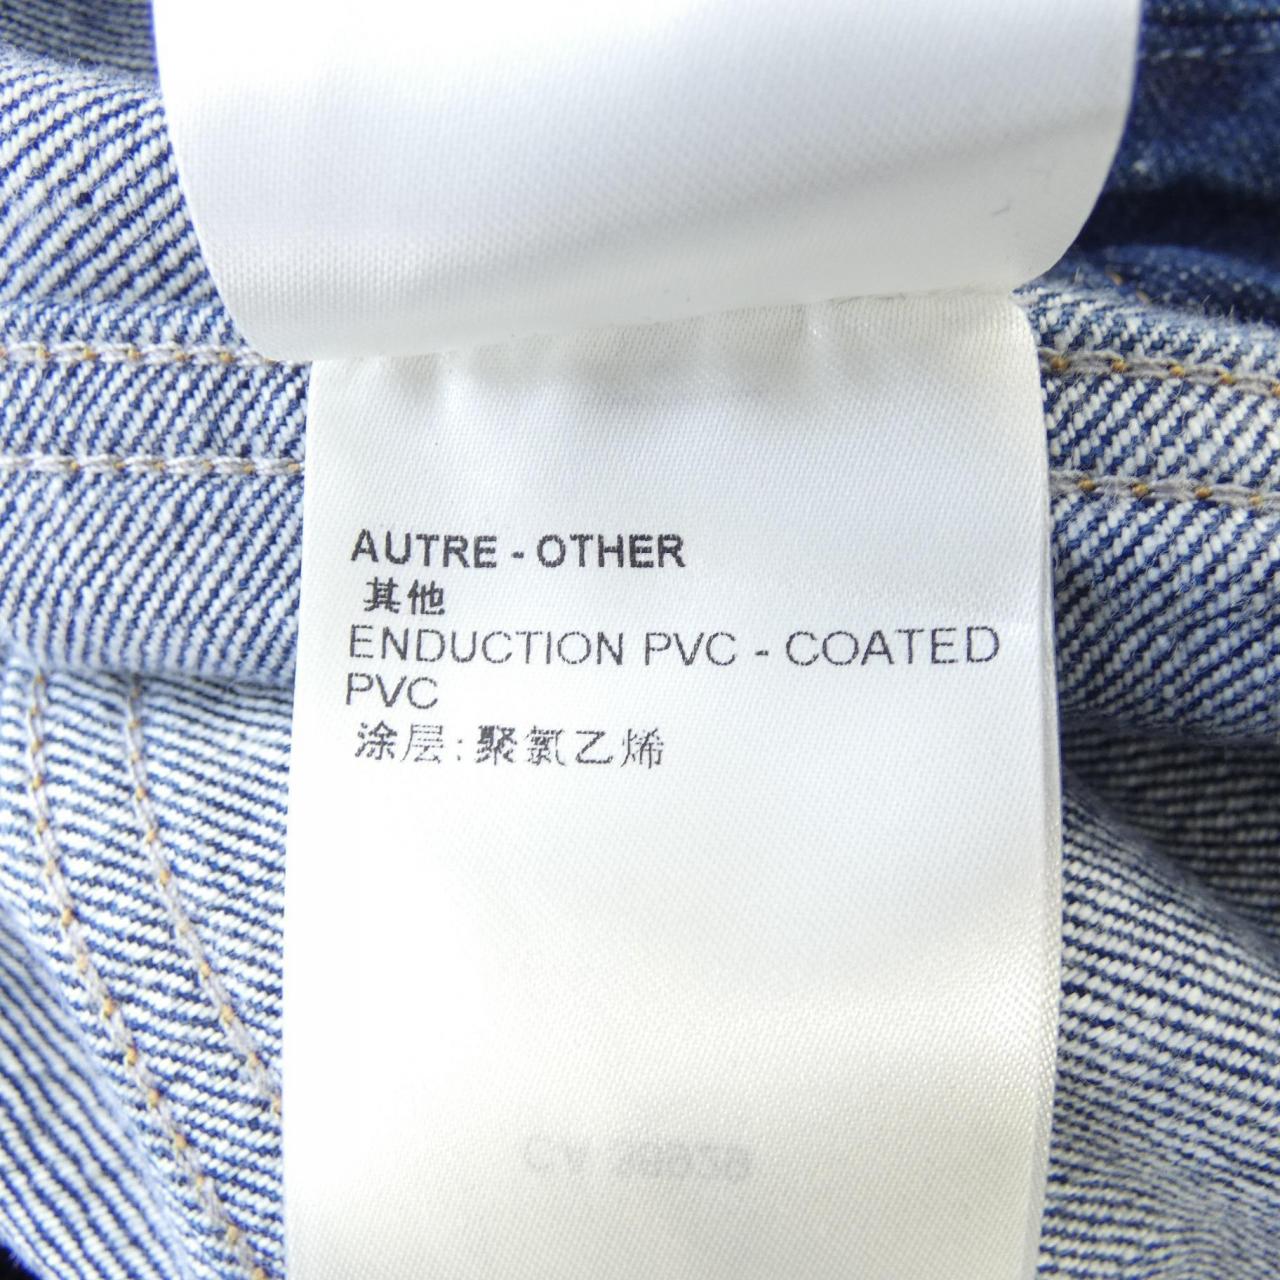 AUTRE - OTHER
其他
ENDUCTION PVC - COATED
PVC
涂层: 聚氯乙烯